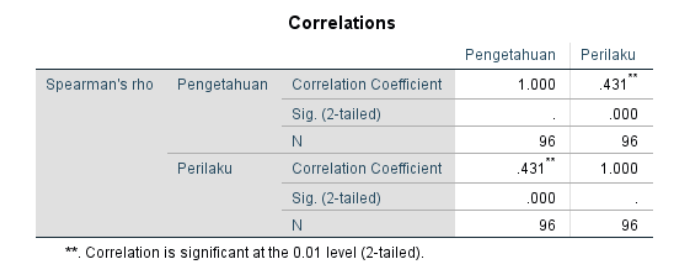 Correlations
Pengetahuan Perilaku
Spearman's rho Pengetahuan Correlation Coefficient 1.000 .431**
Sig. (2-tailed) . .000
N 96 96
Perilaku Correlation Coefficient .431** 1.000
Sig. (2-tailed) .000 .
N 96 96
**. Correlation is significant at the 0.01 level (2-tailed).